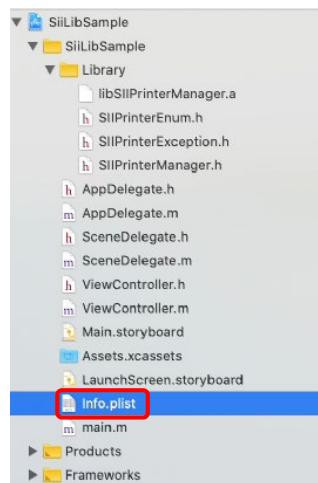 SiiLibSample
SiiLibSample
Library
libSIIPrinterManager.a
h SIIPrinterEnum.h
h SIIPrinterException.h
h SIIPrinterManager.h
h AppDelegate.h
m AppDelegate.m
h SceneDelegate.h
m SceneDelegate.m
h ViewController.h
m ViewController.m
Main.storyboard
Assets.xcassets
LaunchScreen.storyboard
Info.plist
m main.m
Products
Frameworks